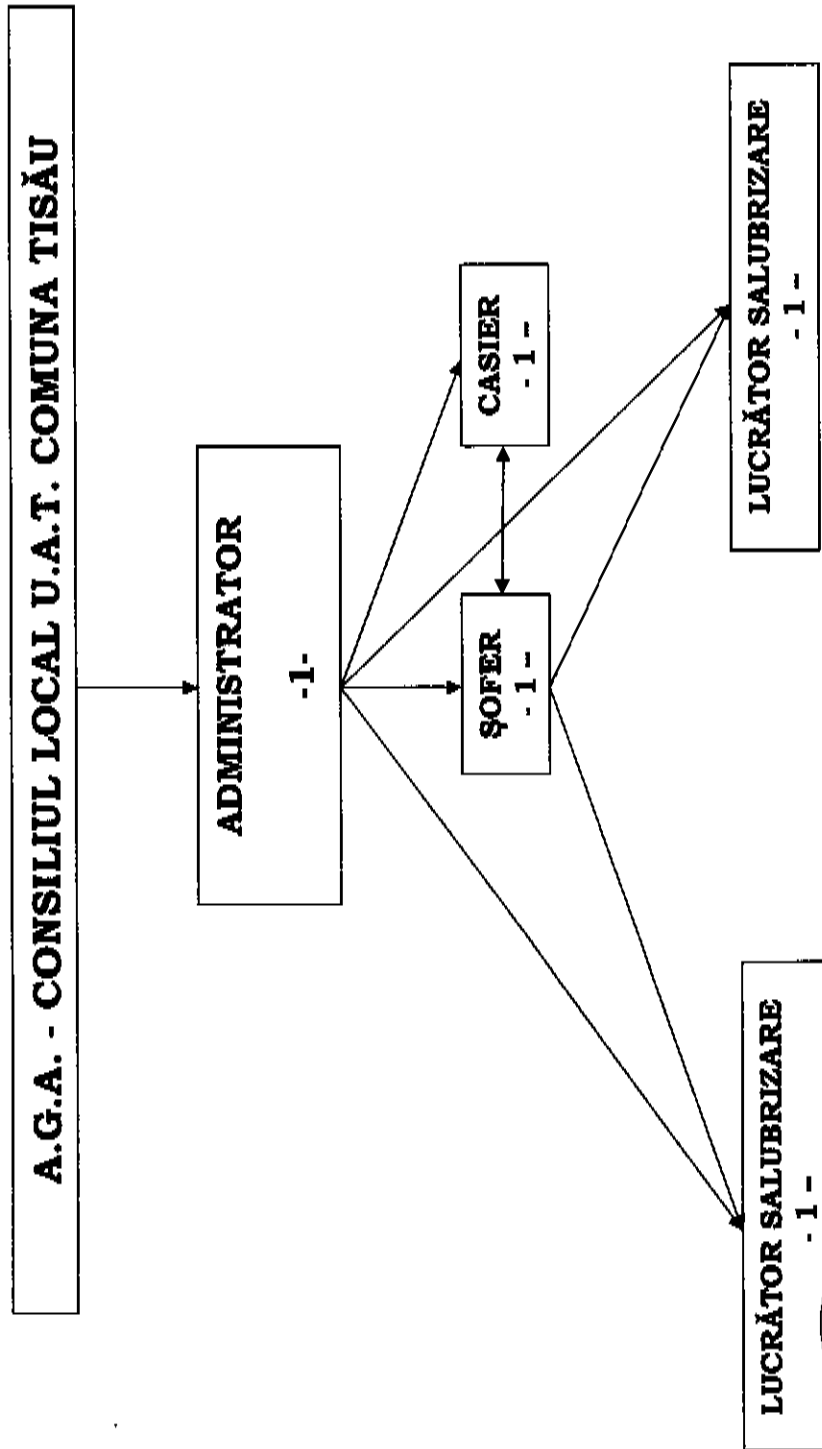 A.G.A. - CONSILIUL LOCAL U.A.T. COMUNA TISĂU
ADMINISTRATOR
-1-
ŞOFER
- 1 –
CASIER
- 1 –
LUCRĂTOR SALUBRIZARE
- 1 –
LUCRĂTOR SALUBRIZARE
- 1 –